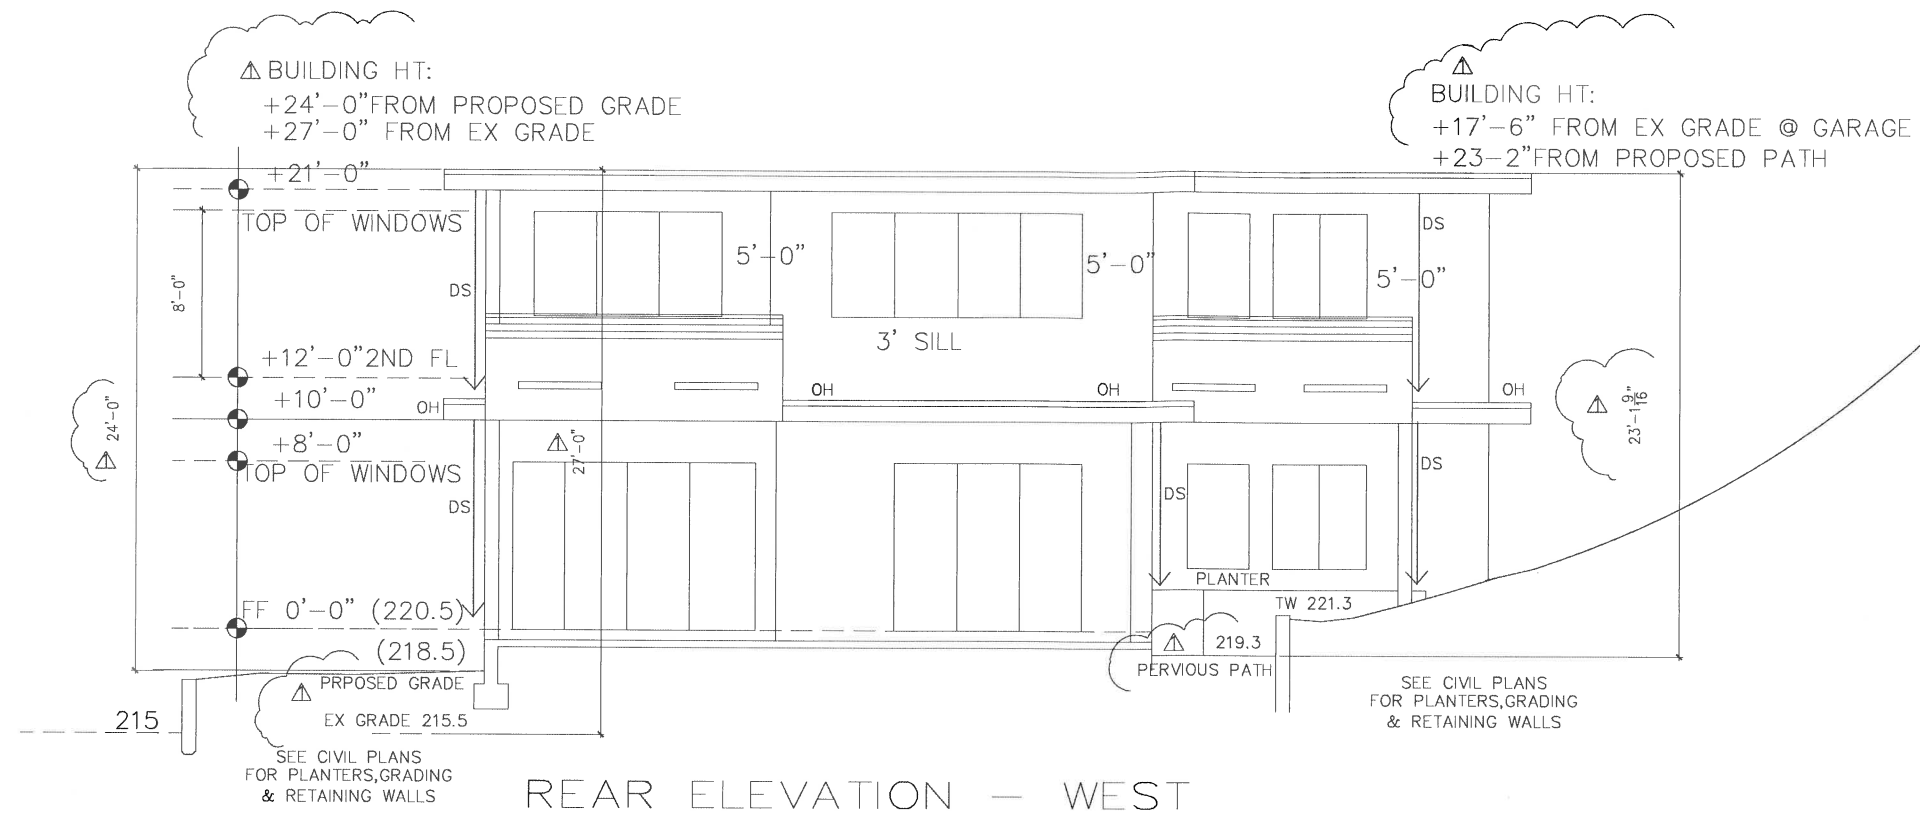 BUILDING HT:
+24'-0"FROM PROPOSED GRADE
+27'-0" FROM EX GRADE
BUILDING HT:
+17'-6" FROM EX GRADE @ GARAGE
+23-2"FROM PROPOSED PATH
+21'-0"
TOP OF WINDOWS
DS
5'-0"
5'-0"
5'-0"
8'-0"
DS
3' SILL
+12'-0"2ND FL
+10'-0"
OH
OH
OH
OH
24'-0"
23'-1 9/16"
+8'-0"
TOP OF WINDOWS
27'-0"
DS
DS
DS
PLANTER
FF 0'-0" (220.5)
TW 221.3
(218.5)
219.3
PERVIOUS PATH
PRPOSED GRADE
215
EX GRADE 215.5
SEE CIVIL PLANS
FOR PLANTERS,GRADING
& RETAINING WALLS
SEE CIVIL PLANS
FOR PLANTERS,GRADING
& RETAINING WALLS
REAR ELEVATION – WEST